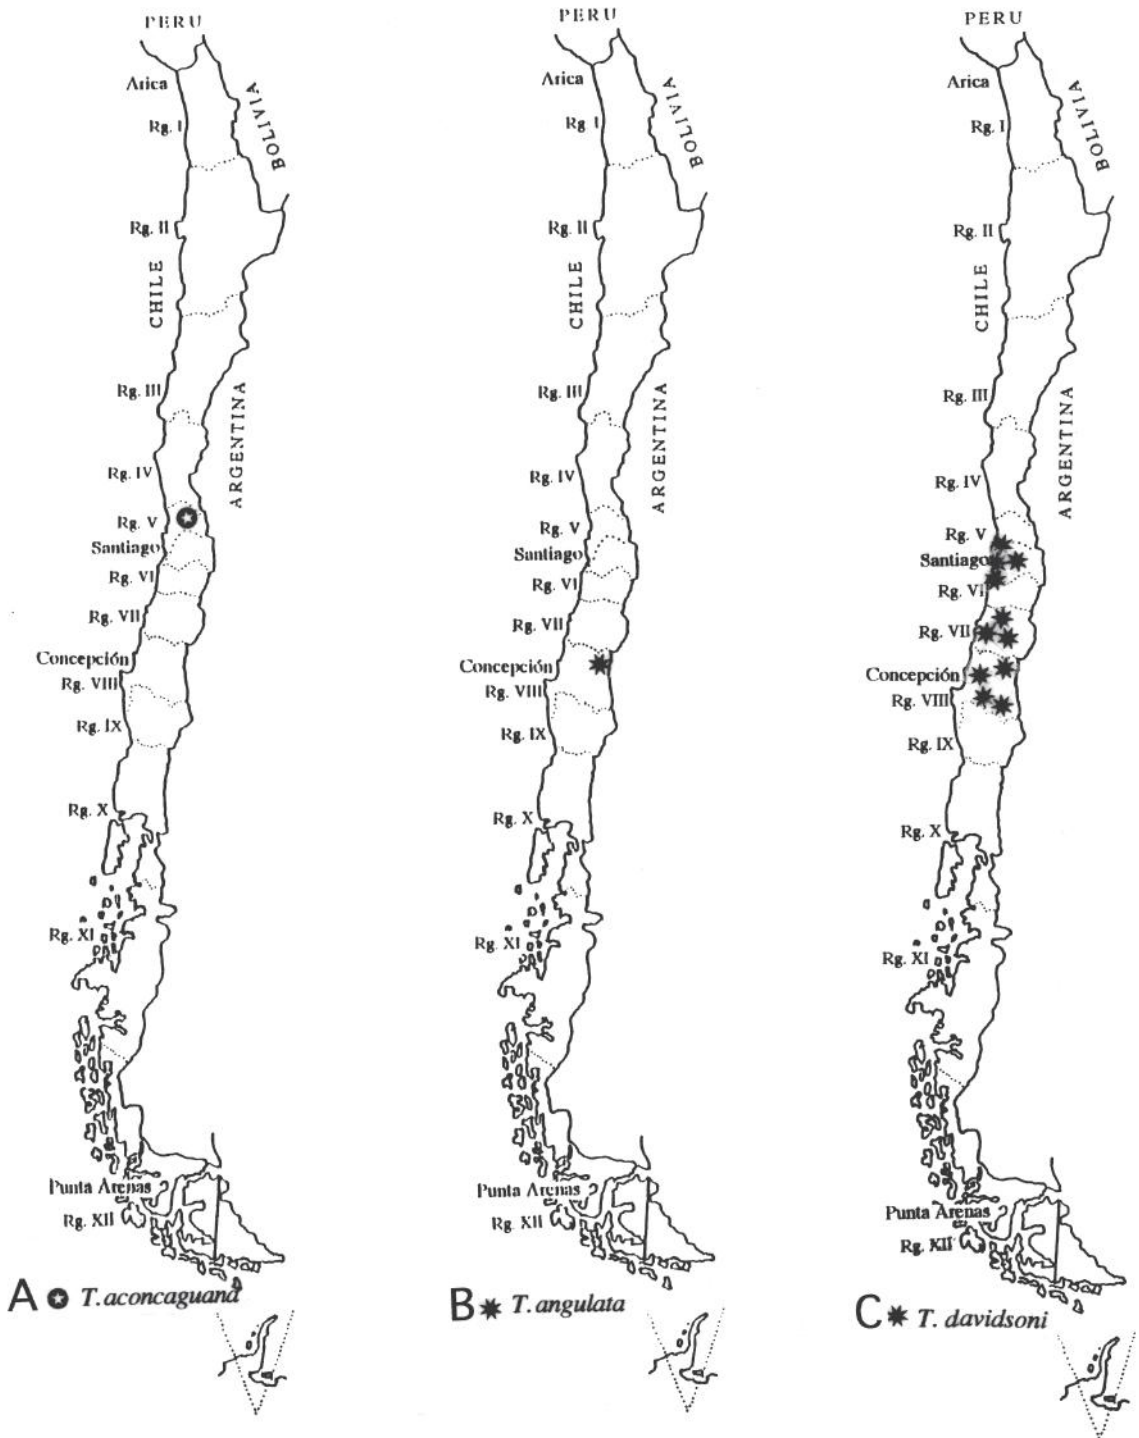 PERU
Arica
Rg. I
BOLIVIA
Rg. II
CHILE
Rg. III
ARGENTINA
Rg. IV
Rg. V
Santiago
Rg. VI
Rg. VII
Concepción
Rg. VIII
Rg. IX
Rg. X
Rg. XI
Punta Arenas
Rg. XII
A T. aconcaguana
PERU
Arica
Rg. I
BOLIVIA
Rg. II
CHILE
Rg. III
ARGENTINA
Rg. IV
Rg. V
Santiago
Rg. VI
Rg. VII
Concepción
Rg. VIII
Rg. IX
Rg. X
Rg. XI
Punta Arenas
Rg. XII
B T. angulata
PERU
Arica
Rg. I
BOLIVIA
Rg. II
CHILE
Rg. III
ARGENTINA
Rg. IV
Rg. V
Santiago
Rg. VI
Rg. VII
Concepción
Rg. VIII
Rg. IX
Rg. X
Rg. XI
Punta Arenas
Rg. XII
C T. davidsoni